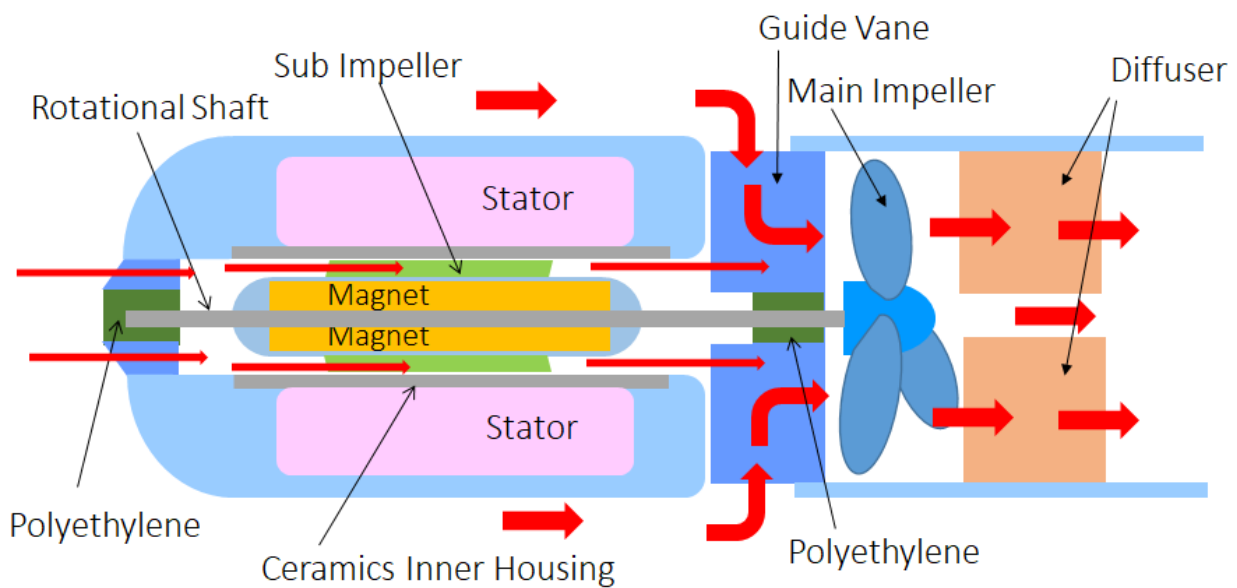 Guide Vane
Sub Impeller
Diffuser
Main Impeller
Rotational Shaft
Stator
Magnet
Magnet
Stator
Polyethylene
Polyethylene
Ceramics Inner Housing